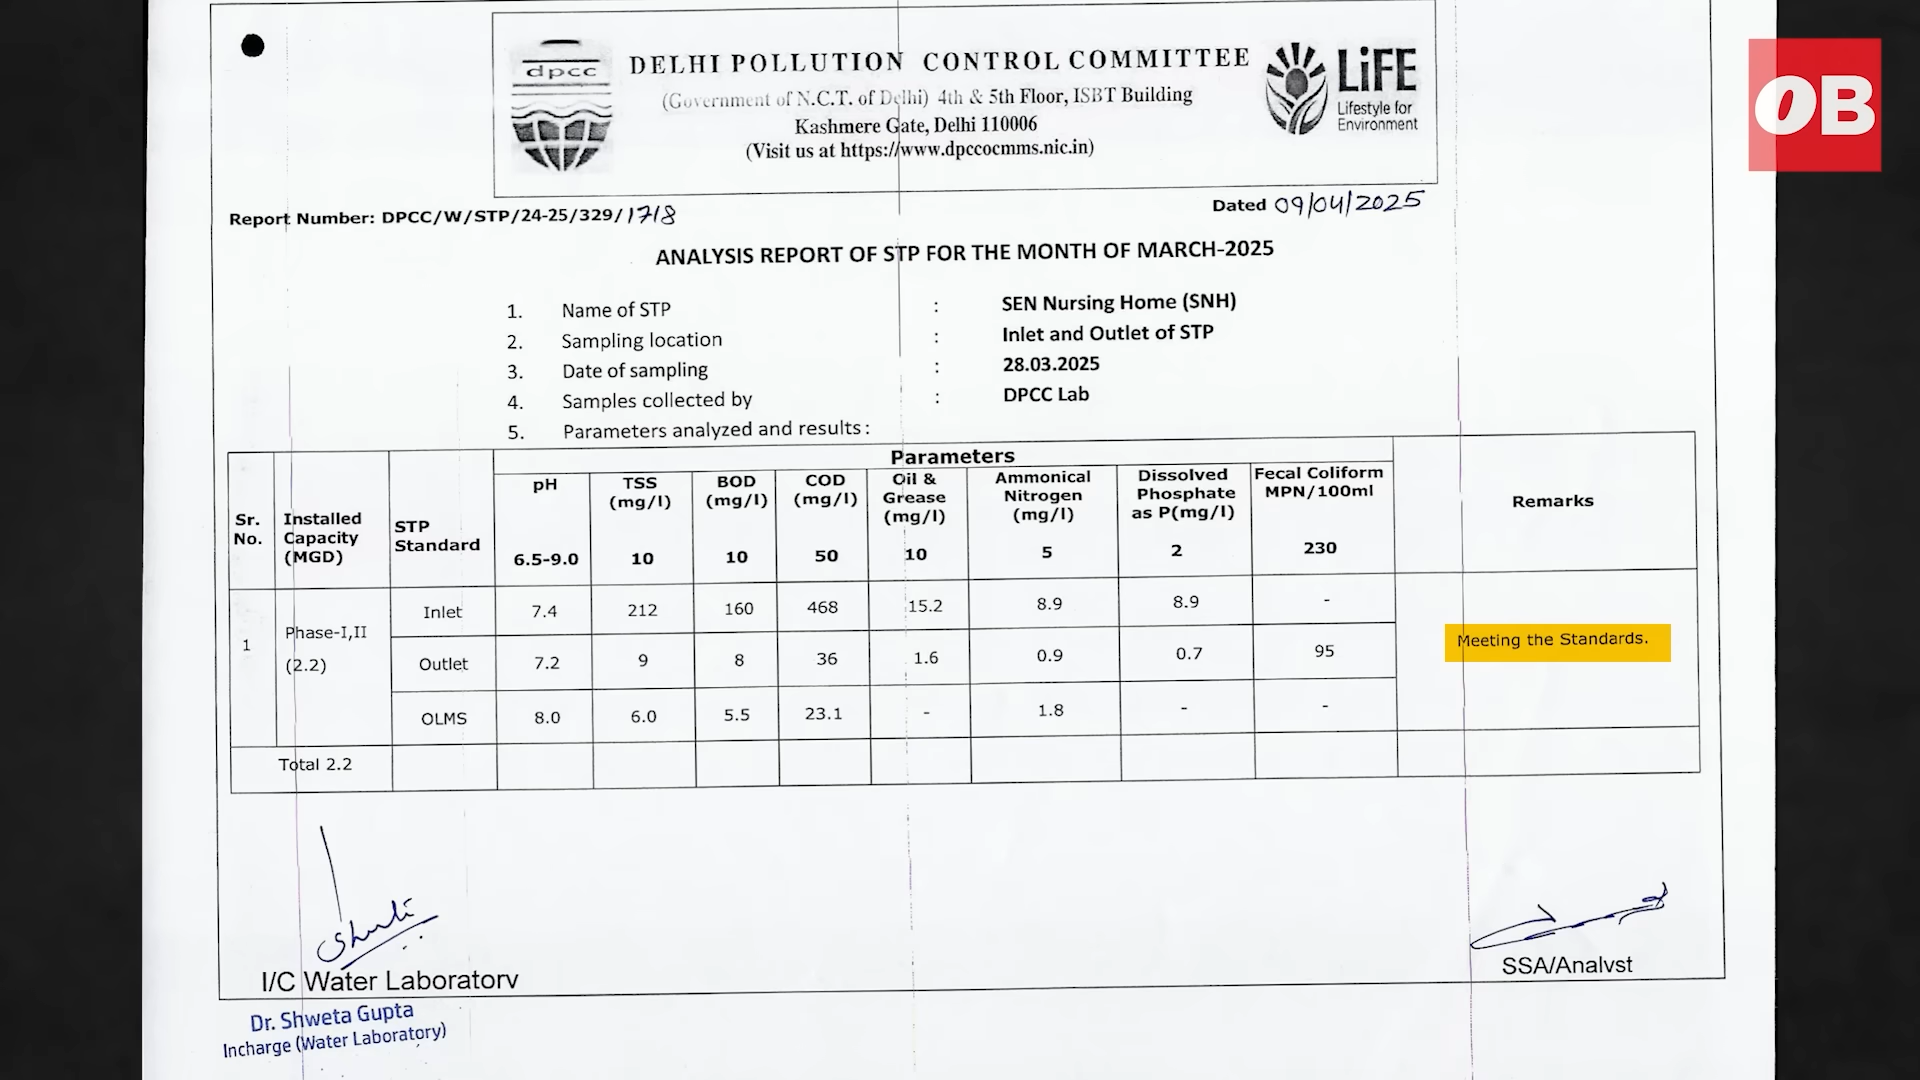 dpcc
DELHI POLLUTION CONTROL COMMITTEE
(Government of N.C.T. of Delhi) 4th & 5th Floor, ISBT Building
Kashmere Gate, Delhi 110006
(Visit us at https://www.dpccocmms.nic.in)
LiFE
Lifestyle for
Environment
OB
Report Number: DPCC/W/STP/24-25/329/1718
Dated 09/04/2025
ANALYSIS REPORT OF STP FOR THE MONTH OF MARCH-2025
1. Name of STP : SEN Nursing Home (SNH)
2. Sampling location : Inlet and Outlet of STP
3. Date of sampling : 28.03.2025
4. Samples collected by : DPCC Lab
5. Parameters analyzed and results :
Parameters
Sr. No. Installed Capacity (MGD) STP Standard pH TSS (mg/l) BOD (mg/l) COD (mg/l) Oil & Grease (mg/l) Ammonical Nitrogen (mg/l) Dissolved Phosphate as P(mg/l) Fecal Coliform MPN/100ml Remarks
6.5-9.0 10 10 50 10 5 2 230
1 Phase-I,II (2.2)
Inlet 7.4 212 160 468 15.2 8.9 8.9 -
Outlet 7.2 9 8 36 1.6 0.9 0.7 95
Meeting the Standards.
OLMS 8.0 6.0 5.5 23.1 - 1.8 - -
Total 2.2
Shweti
I/C Water Laboratory
SSA/Analyst
Dr. Shweta Gupta
Incharge (Water Laboratory)